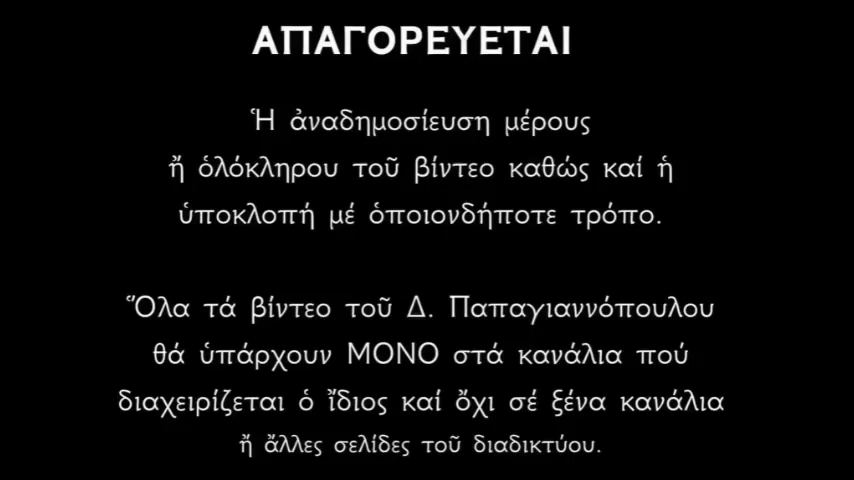 ΑΠΑΓΟΡΕΥΕΤΑΙ
Ἡ ἀναδημοσίευση μέρους
ἤ ὁλόκληρου τοῦ βίντεο καθώς καί ἡ
ὑποκλοπή μέ ὁποιονδήποτε τρόπο.
Ὅλα τά βίντεο τοῦ Δ. Παπαγιαννόπουλου
θά ὑπάρχουν ΜΟΝΟ στά κανάλια πού
διαχειρίζεται ὁ ἴδιος καί ὄχι σέ ξένα κανάλια
ἤ ἄλλες σελίδες τοῦ διαδικτύου.